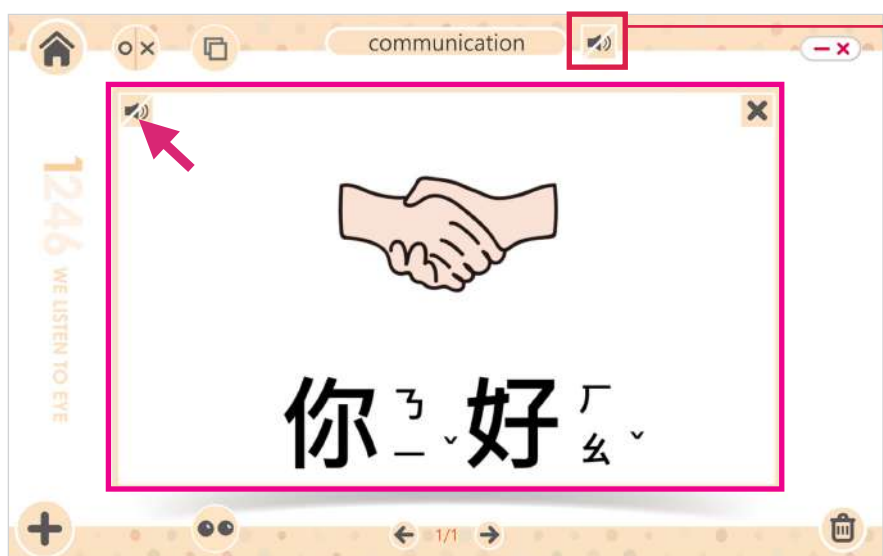 communication
1246 WE LISTEN TO EYE
你ㄋㄧˇ好ㄏㄠˇ
1/1